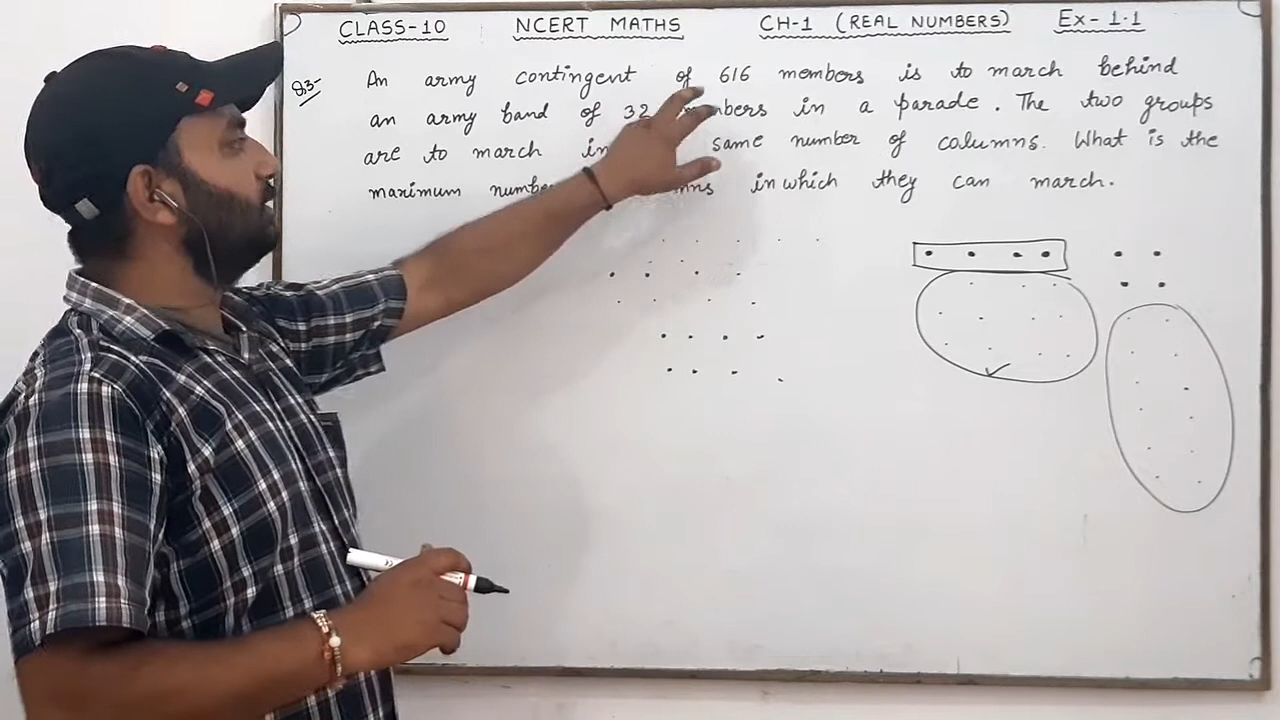 CLASS-10 NCERT MATHS CH-1 (REAL NUMBERS) Ex-1.1
Q3- An army contingent of 616 members is to march behind
an army band of 32 members in a parade. The two groups
are to march in same number of columns. What is the
maximum number in which they can march.